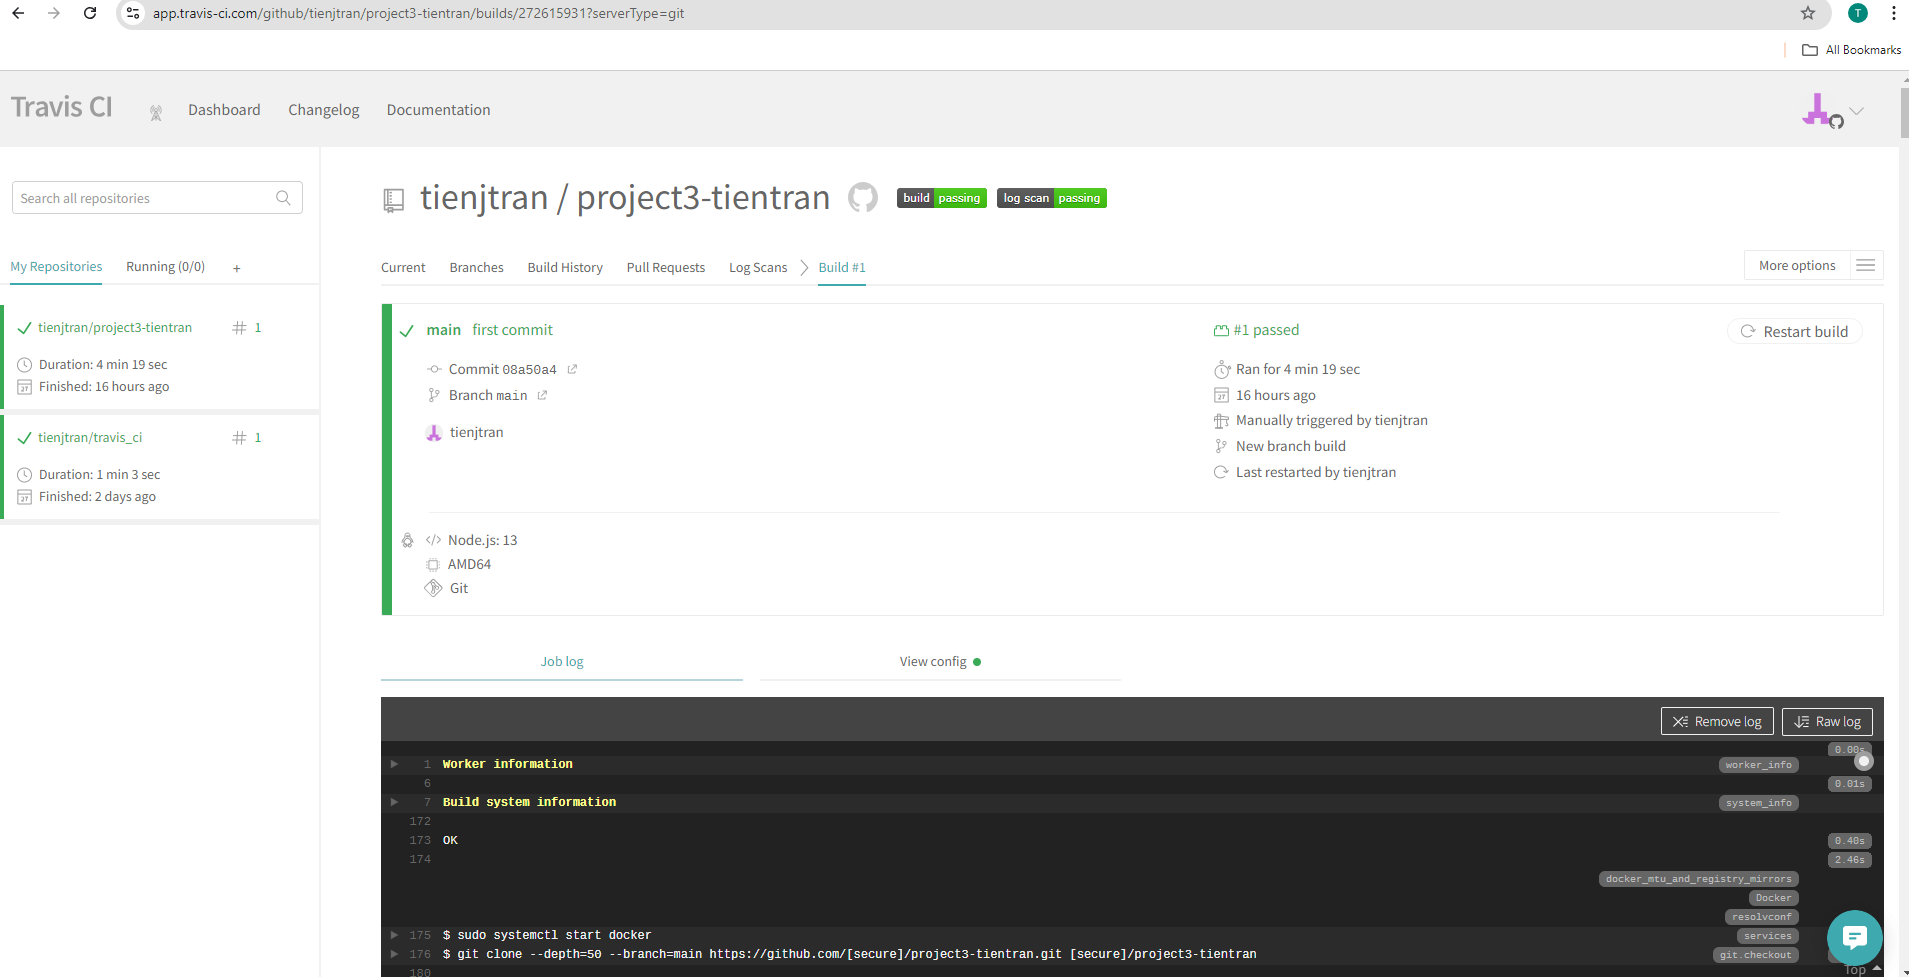 app.travis-ci.com/github/tienjtran/project3-tientran/builds/272615931?serverType=git
T
All Bookmarks
Travis CI
Dashboard
Changelog
Documentation
Search all repositories
My Repositories
Running (0/0)
+
tienjtran/project3-tientran
# 1
Duration: 4 min 19 sec
Finished: 16 hours ago
tienjtran/travis_ci
# 1
Duration: 1 min 3 sec
Finished: 2 days ago
tienjtran / project3-tientran
build passing
log scan passing
Current
Branches
Build History
Pull Requests
Log Scans
Build #1
More options
main first commit
Commit 08a50a4
Branch main
tienjtran
#1 passed
Ran for 4 min 19 sec
16 hours ago
Manually triggered by tienjtran
New branch build
Last restarted by tienjtran
Restart build
Node.js: 13
AMD64
Git
Job log
View config
Remove log
Raw log
0.00s
1 Worker information worker_info
6 0.01s
7 Build system information system_info
172
173 OK 0.40s
174 2.46s
docker_mtu_and_registry_mirrors
Docker
resolvconf
175 $ sudo systemctl start docker services
176 $ git clone --depth=50 --branch=main https://github.com/[secure]/project3-tientran.git [secure]/project3-tientran git.checkout
180
Top